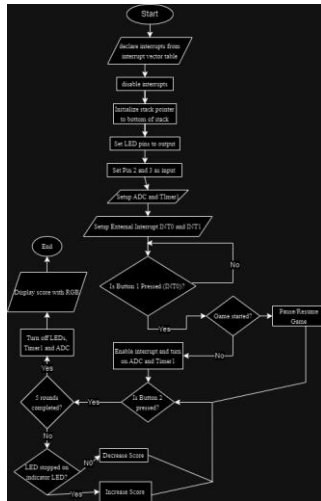 Start
declare interrupts from
interrupt vector table
disable interrupts
Initialize stack pointer
to bottom of stack
Set LED pins to output
Set Pin 2 and 3 as input
Setup ADC and TImer1
Setup External Interrupt INT0 and INT1
End
No
Display score with RGB
Is Button 1 Pressed (INT0)?
Yes
Game started?
Yes
Pause/Resume
Game
Turn off LEDs,
Timer1 and ADC
No
Enable interrupt and turn
on ADC and Timer1
Yes
5 rounds
completed?
Yes
Is Button 2
pressed?
No
LED stopped on
indicator LED?
NO
Decrease Score
Yes
Increase Score